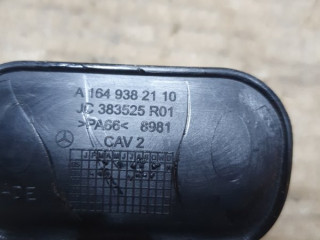 A 164 938 21 10
JC 383525 R01
>PA66< 8981
CAV 2